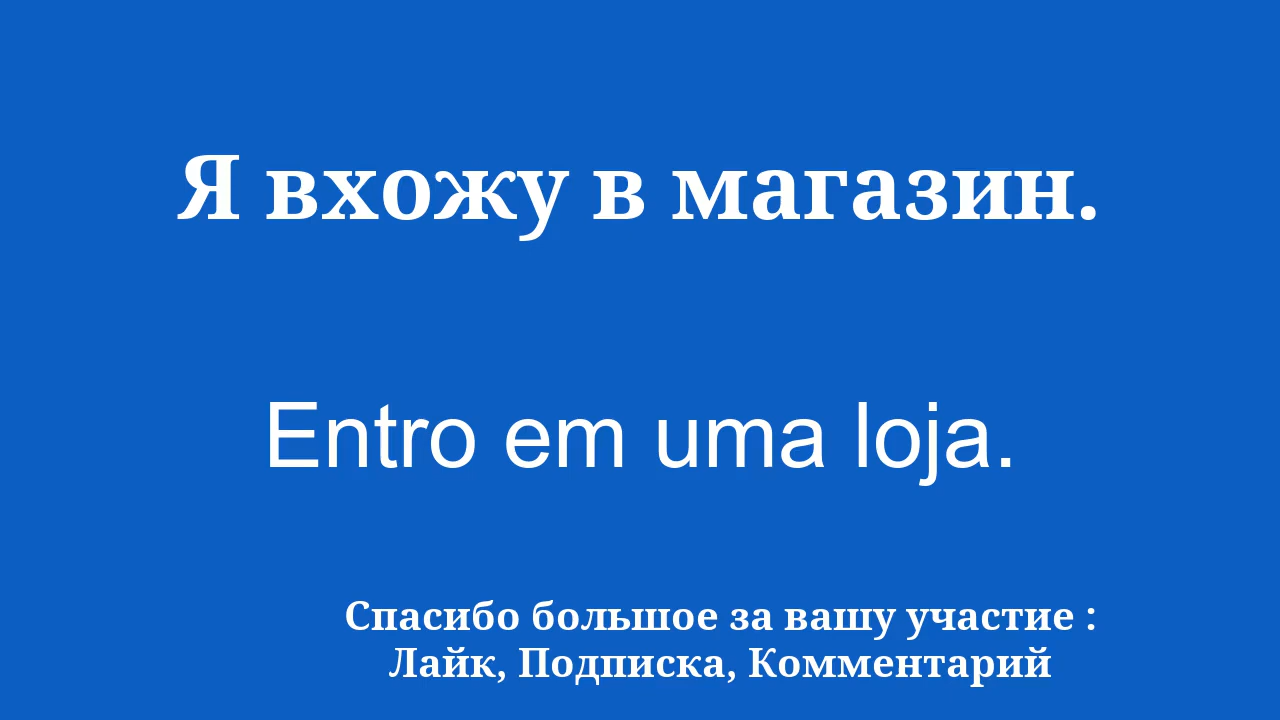 Я вхожу в магазин.
Entro em uma loja.
Спасибо большое за вашу участие :
Лайк, Подписка, Комментарий